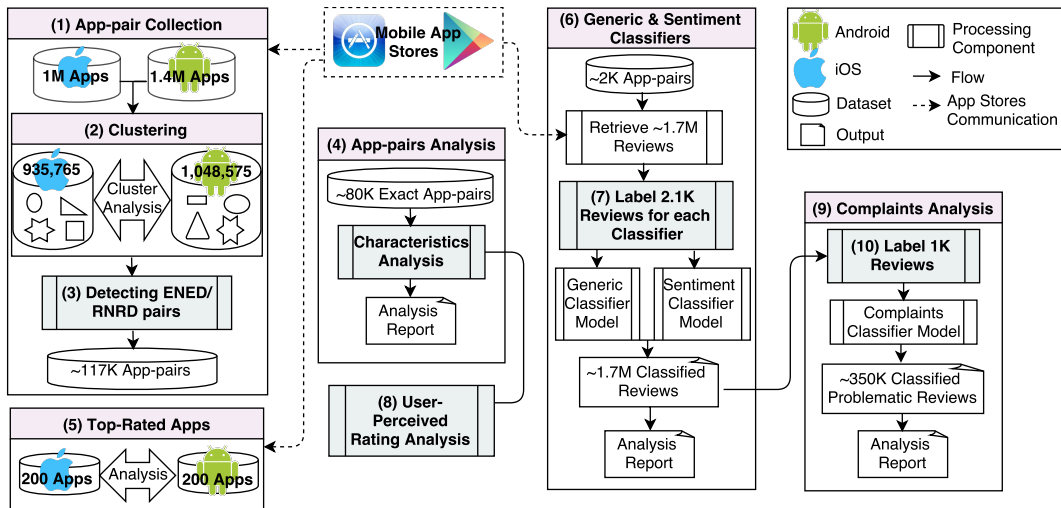 (1) App-pair Collection
1M Apps
1.4M Apps
(2) Clustering
935,765
1,048,575
Cluster
Analysis
(3) Detecting ENED/
RNRD pairs
~117K App-pairs
(5) Top-Rated Apps
200 Apps
Analysis
200 Apps
Mobile App
Stores
(4) App-pairs Analysis
~80K Exact App-pairs
Characteristics
Analysis
Analysis
Report
(8) User-
Perceived
Rating Analysis
(6) Generic & Sentiment
Classifiers
~2K App-pairs
Retrieve ~1.7M
Reviews
(7) Label 2.1K
Reviews for each
Classifier
Generic
Classifier
Model
Sentiment
Classifier
Model
~1.7M Classified
Reviews
Analysis
Report
Android
iOS
Dataset
Output
Processing
Component
Flow
App Stores
Communication
(9) Complaints Analysis
(10) Label 1K
Reviews
Complaints
Classifier Model
~350K Classified
Problematic Reviews
Analysis
Report